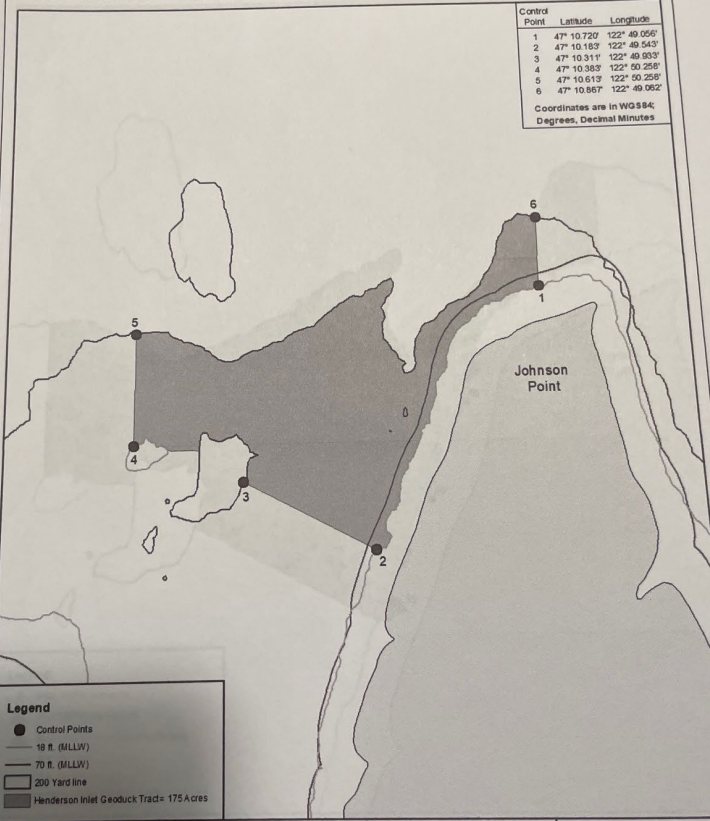 Control
Point Latitude Longitude
1 47° 10.720' 122° 49.056'
2 47° 10.183' 122° 49.543'
3 47° 10.311' 122° 49.933'
4 47° 10.383' 122° 50.256'
5 47° 10.613' 122° 50.256'
6 47° 10.867' 122° 49.062'
Coordinates are in WGS84;
Degrees, Decimal Minutes
6
1
5
Johnson
Point
4
3
2
Legend
Control Points
18 ft. (MLLW)
70 ft. (MLLW)
200 Yard line
Henderson Inlet Geoduck Tract= 175 Acres